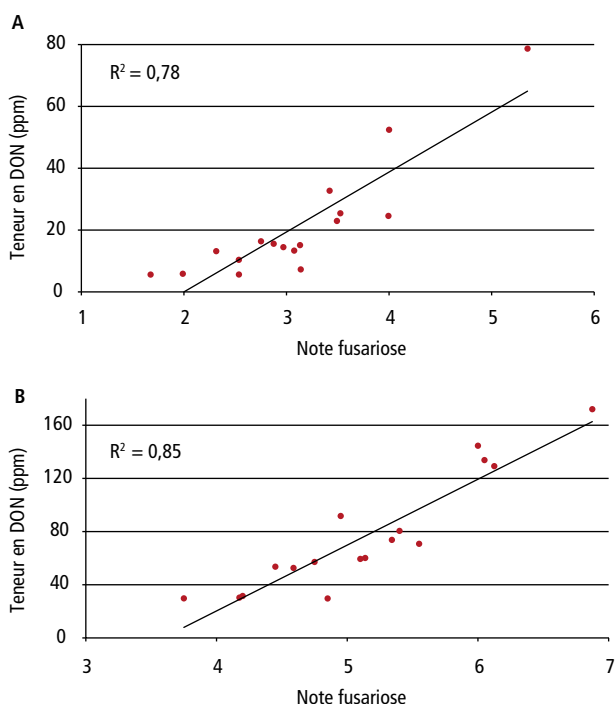 A
80
R² = 0,78
60
40
20
0
Teneur en DON (ppm)
1 2 3 4 5 6
Note fusariose
B
160
R² = 0,85
120
80
40
0
Teneur en DON (ppm)
3 4 5 6 7
Note fusariose